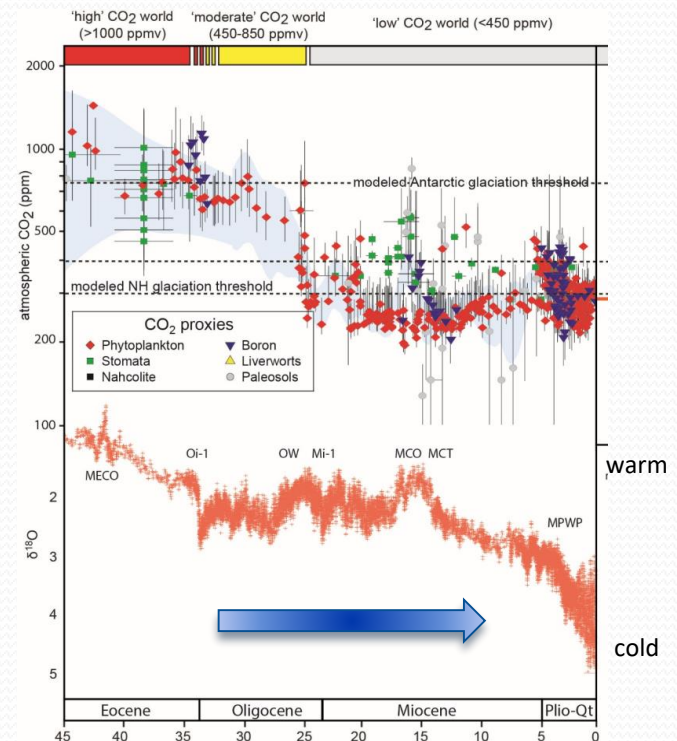 ‘high’ CO₂ world
(>1000 ppmv)
‘moderate’ CO₂ world
(450-850 ppmv)
‘low’ CO₂ world (<450 ppmv)
2000
1000
500
200
100
atmospheric CO₂ (ppm)
modeled Antarctic glaciation threshold
modeled NH glaciation threshold
CO₂ proxies
Phytoplankton
Boron
Stomata
Liverworts
Nahcolite
Paleosols
MECO
Oi-1
OW
Mi-1
MCO
MCT
MPWP
warm
cold
2
3
4
5
δ¹⁸O
Eocene
Oligocene
Miocene
Plio-Qt
45
40
35
30
25
20
15
10
5
0